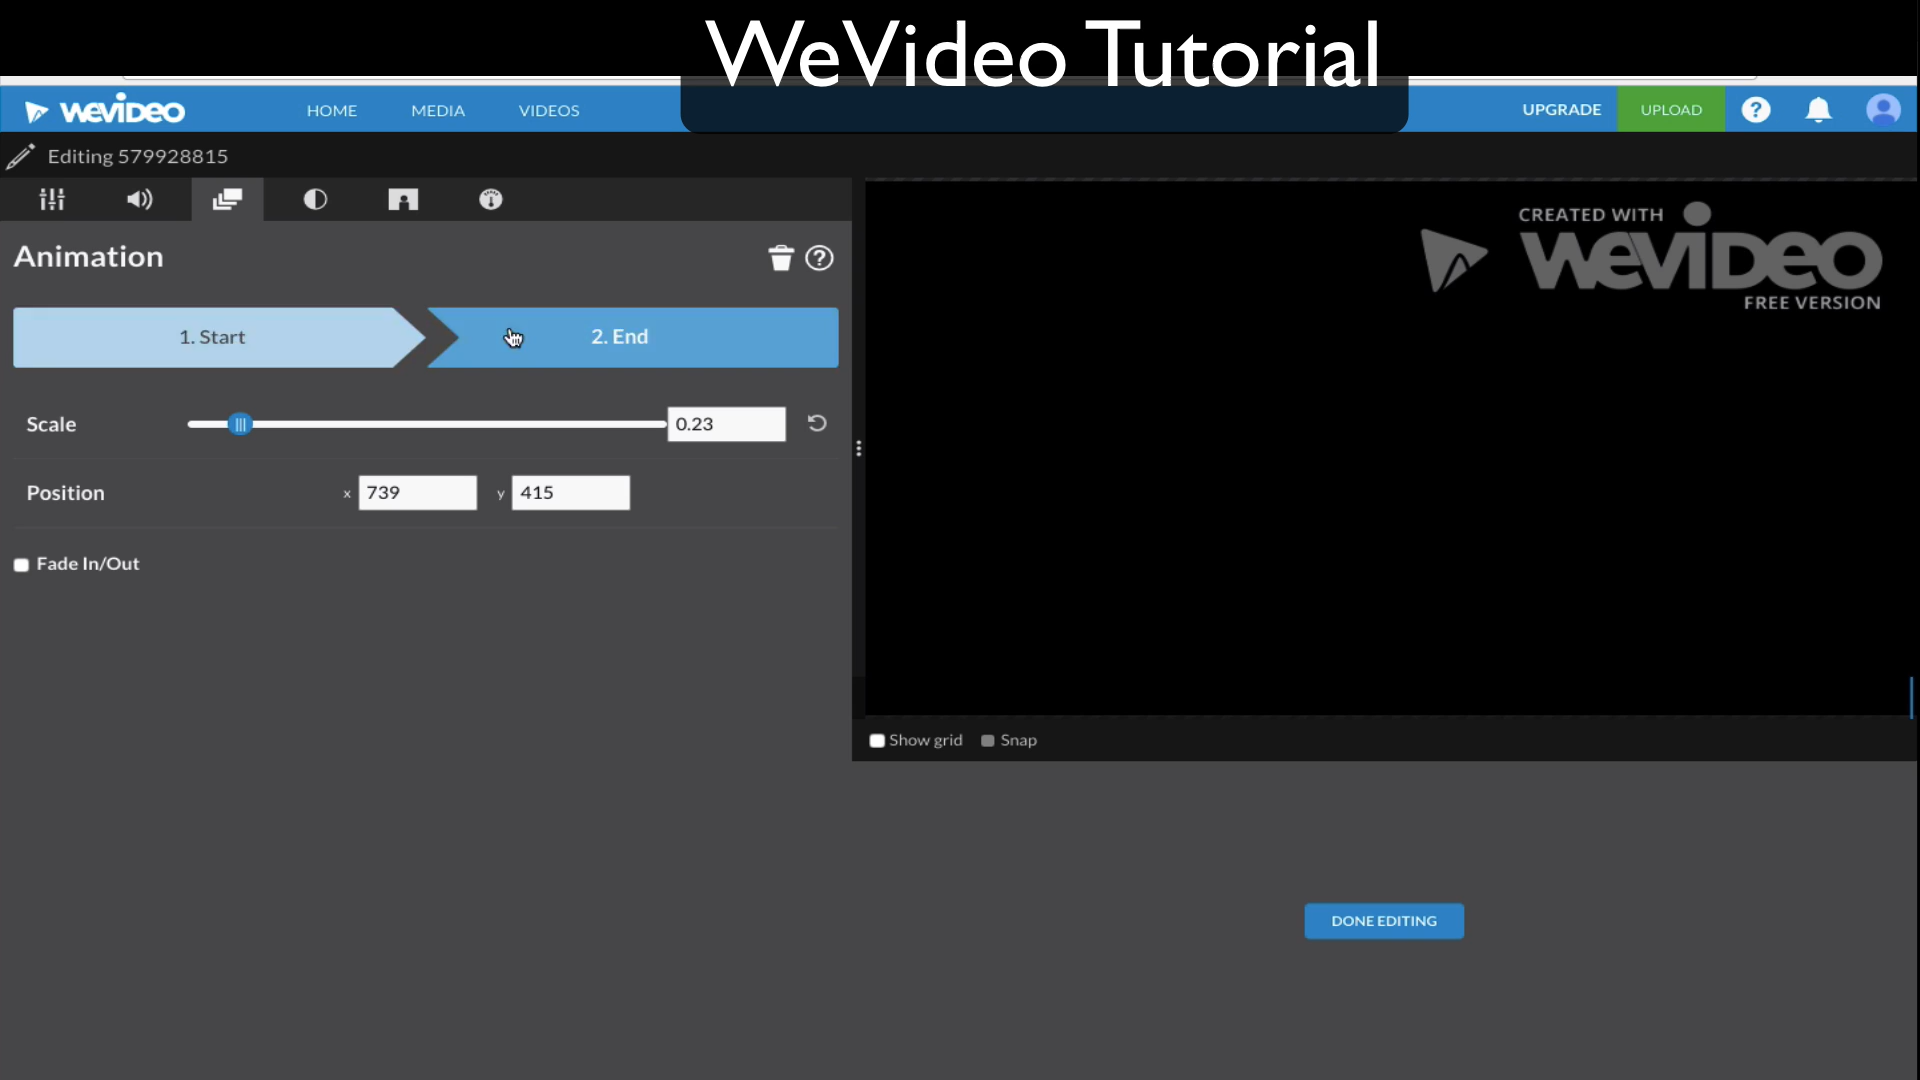 WeVideo Tutorial
WeVideo
HOME
MEDIA
VIDEOS
UPGRADE
UPLOAD
?
Editing 579928815
Animation
?
1. Start
2. End
Scale
0.23
Position
x
739
y
415
Fade In/Out
CREATED WITH
WeVideo
FREE VERSION
Show grid
Snap
DONE EDITING